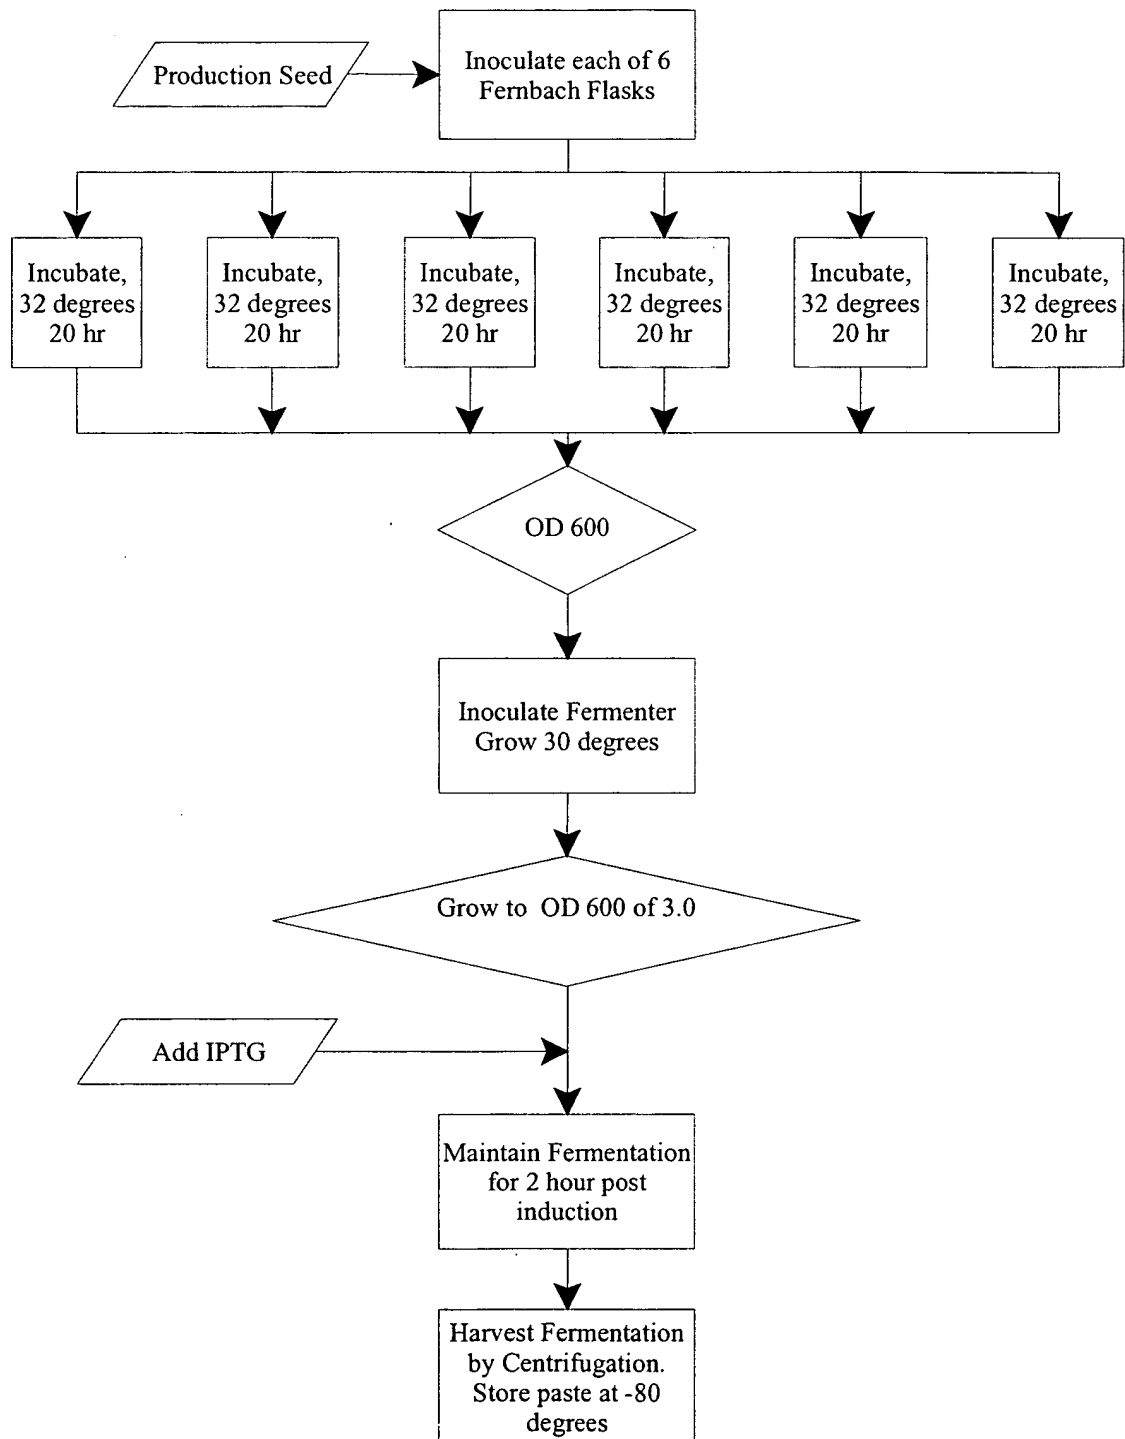 Production Seed
Inoculate each of 6
Fernbach Flasks
Incubate,
32 degrees
20 hr
Incubate,
32 degrees
20 hr
Incubate,
32 degrees
20 hr
Incubate,
32 degrees
20 hr
Incubate,
32 degrees
20 hr
Incubate,
32 degrees
20 hr
OD 600
Inoculate Fermenter
Grow 30 degrees
Grow to OD 600 of 3.0
Add IPTG
Maintain Fermentation
for 2 hour post
induction
Harvest Fermentation
by Centrifugation.
Store paste at -80
degrees